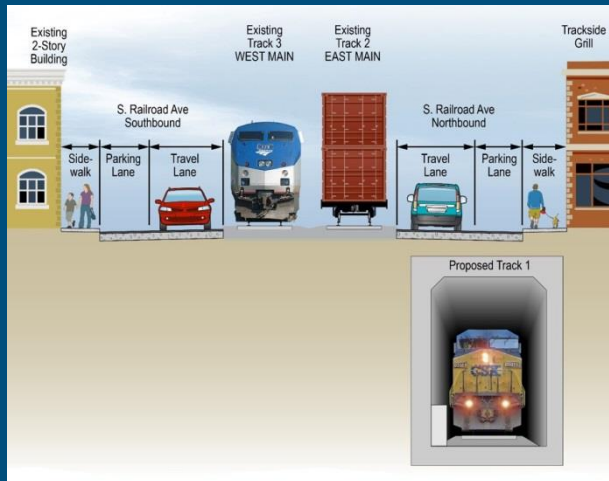 Existing
2-Story
Building
Existing
Track 3
WEST MAIN
Existing
Track 2
EAST MAIN
Trackside
Grill
S. Railroad Ave
Southbound
S. Railroad Ave
Northbound
Side-
walk
Parking
Lane
Travel
Lane
Travel
Lane
Parking
Lane
Side-
walk
Proposed Track 1
CSX